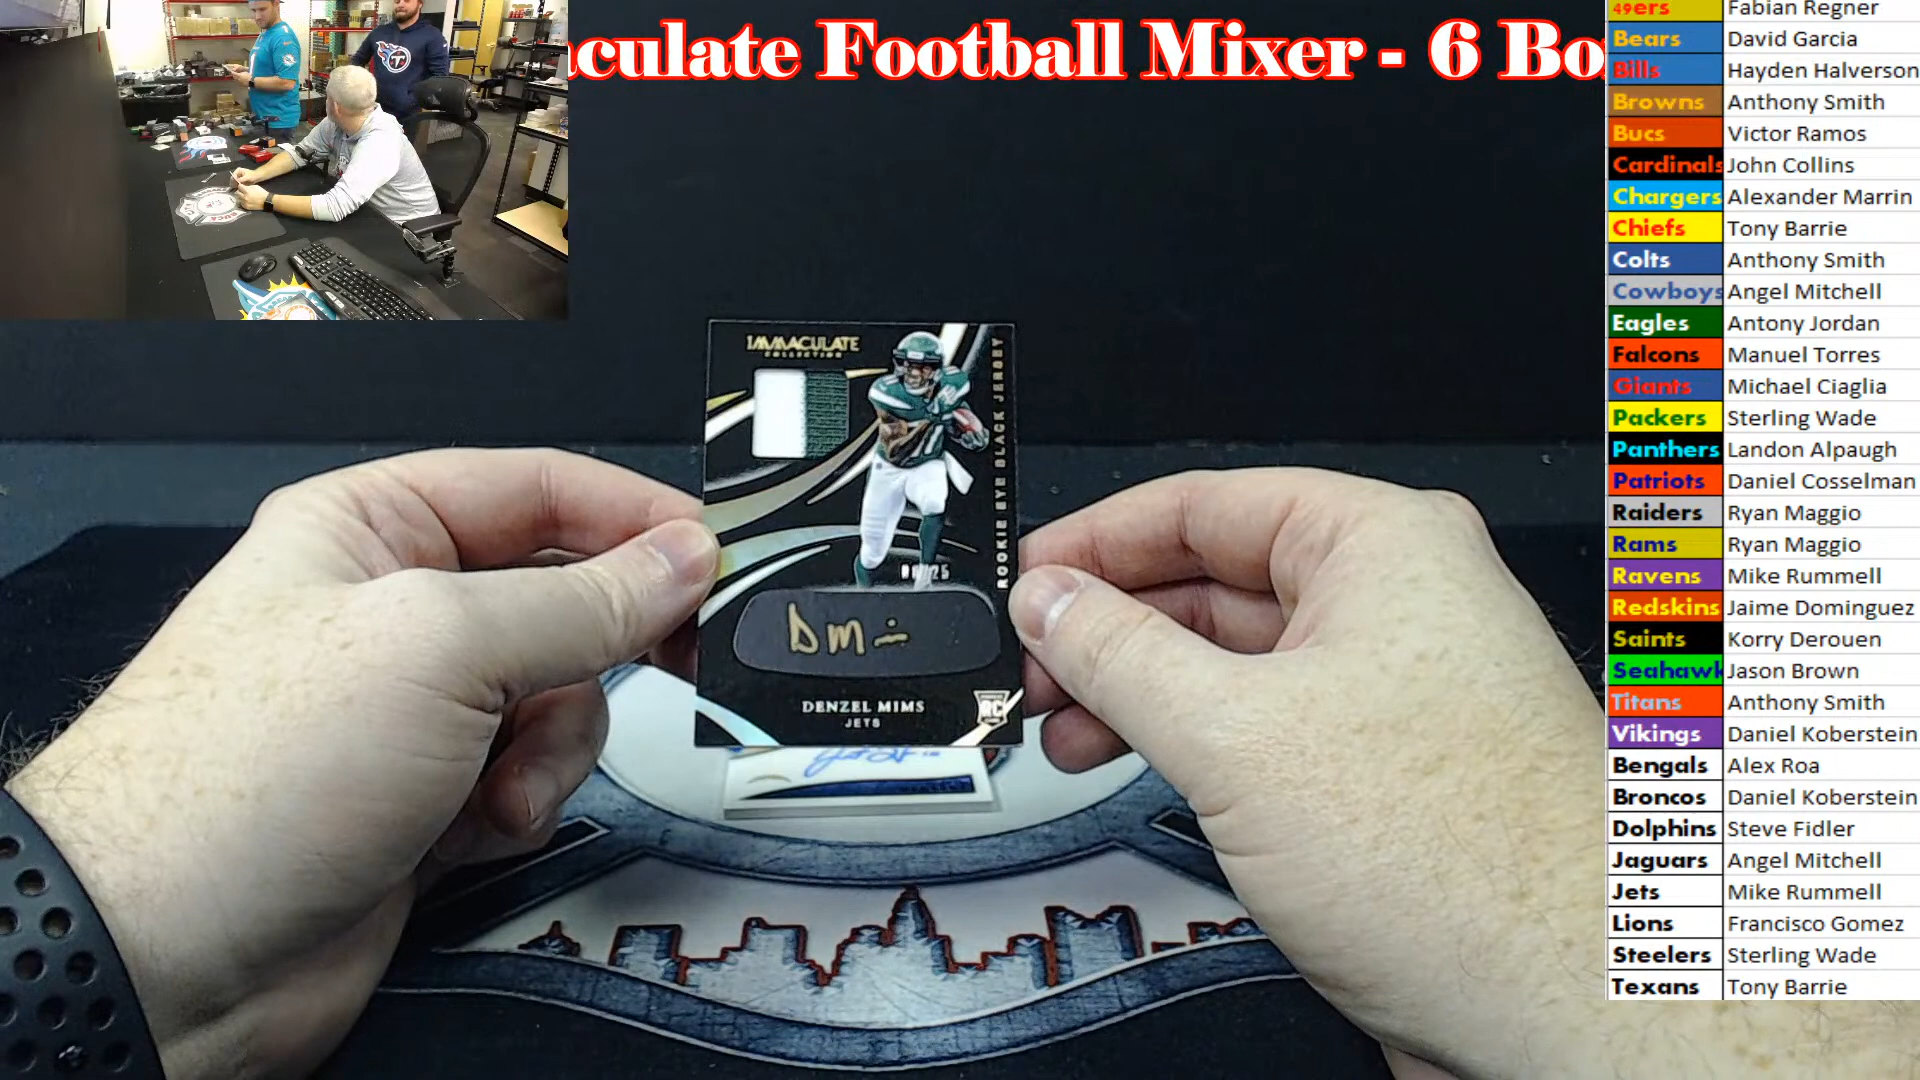 aculate Football Mixer - 6 Bo
IMMACULATE
COLLECTION
ROOKIE EYE BLACK JERSEY
DENZEL MIMS
JETS
RC
49ers Fabian Regner
Bears David Garcia
Bills Hayden Halverson
Browns Anthony Smith
Bucs Victor Ramos
Cardinals John Collins
Chargers Alexander Marrin
Chiefs Tony Barrie
Colts Anthony Smith
Cowboys Angel Mitchell
Eagles Antony Jordan
Falcons Manuel Torres
Giants Michael Ciaglia
Packers Sterling Wade
Panthers Landon Alpaugh
Patriots Daniel Cosselman
Raiders Ryan Maggio
Rams Ryan Maggio
Ravens Mike Rummell
Redskins Jaime Dominguez
Saints Korry Derouen
Seahawk Jason Brown
Titans Anthony Smith
Vikings Daniel Koberstein
Bengals Alex Roa
Broncos Daniel Koberstein
Dolphins Steve Fidler
Jaguars Angel Mitchell
Jets Mike Rummell
Lions Francisco Gomez
Steelers Sterling Wade
Texans Tony Barrie